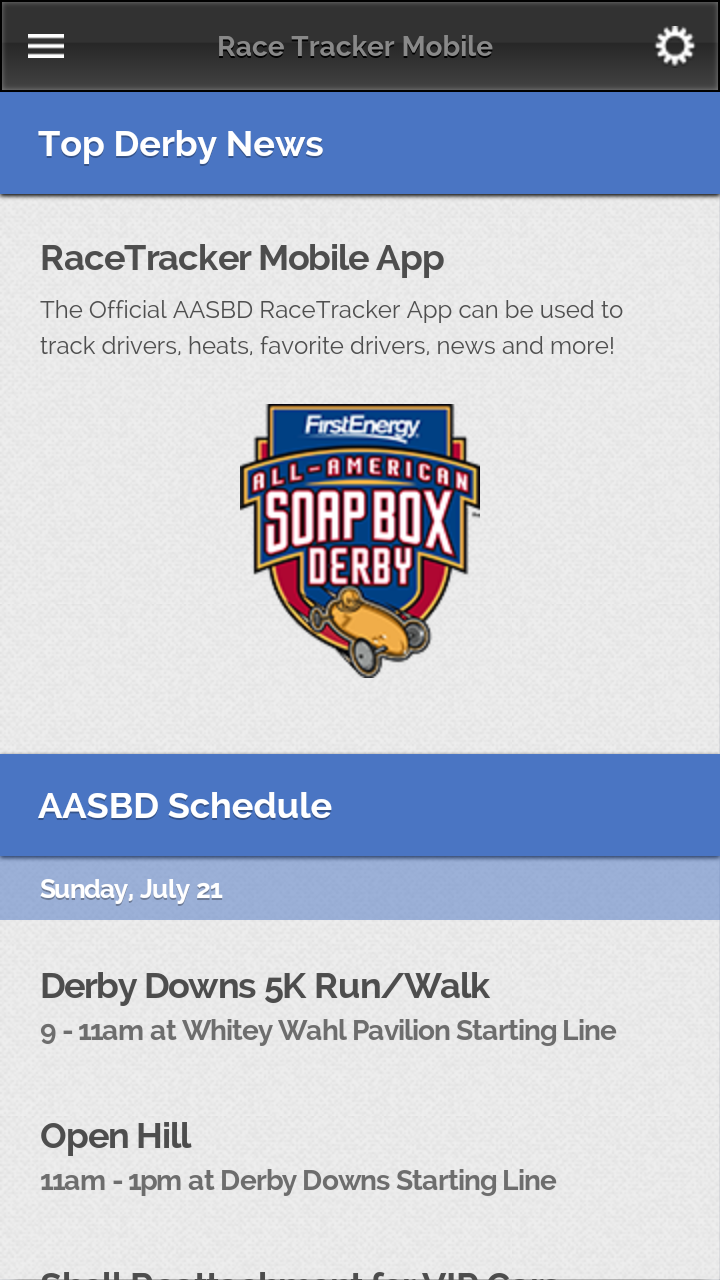 Race Tracker Mobile
Top Derby News
RaceTracker Mobile App
The Official AASBD RaceTracker App can be used to
track drivers, heats, favorite drivers, news and more!
FirstEnergy
ALL-AMERICAN
SOAP BOX
DERBY
AASBD Schedule
Sunday, July 21
Derby Downs 5K Run/Walk
9 - 11am at Whitey Wahl Pavilion Starting Line
Open Hill
11am - 1pm at Derby Downs Starting Line
for VIP Cars